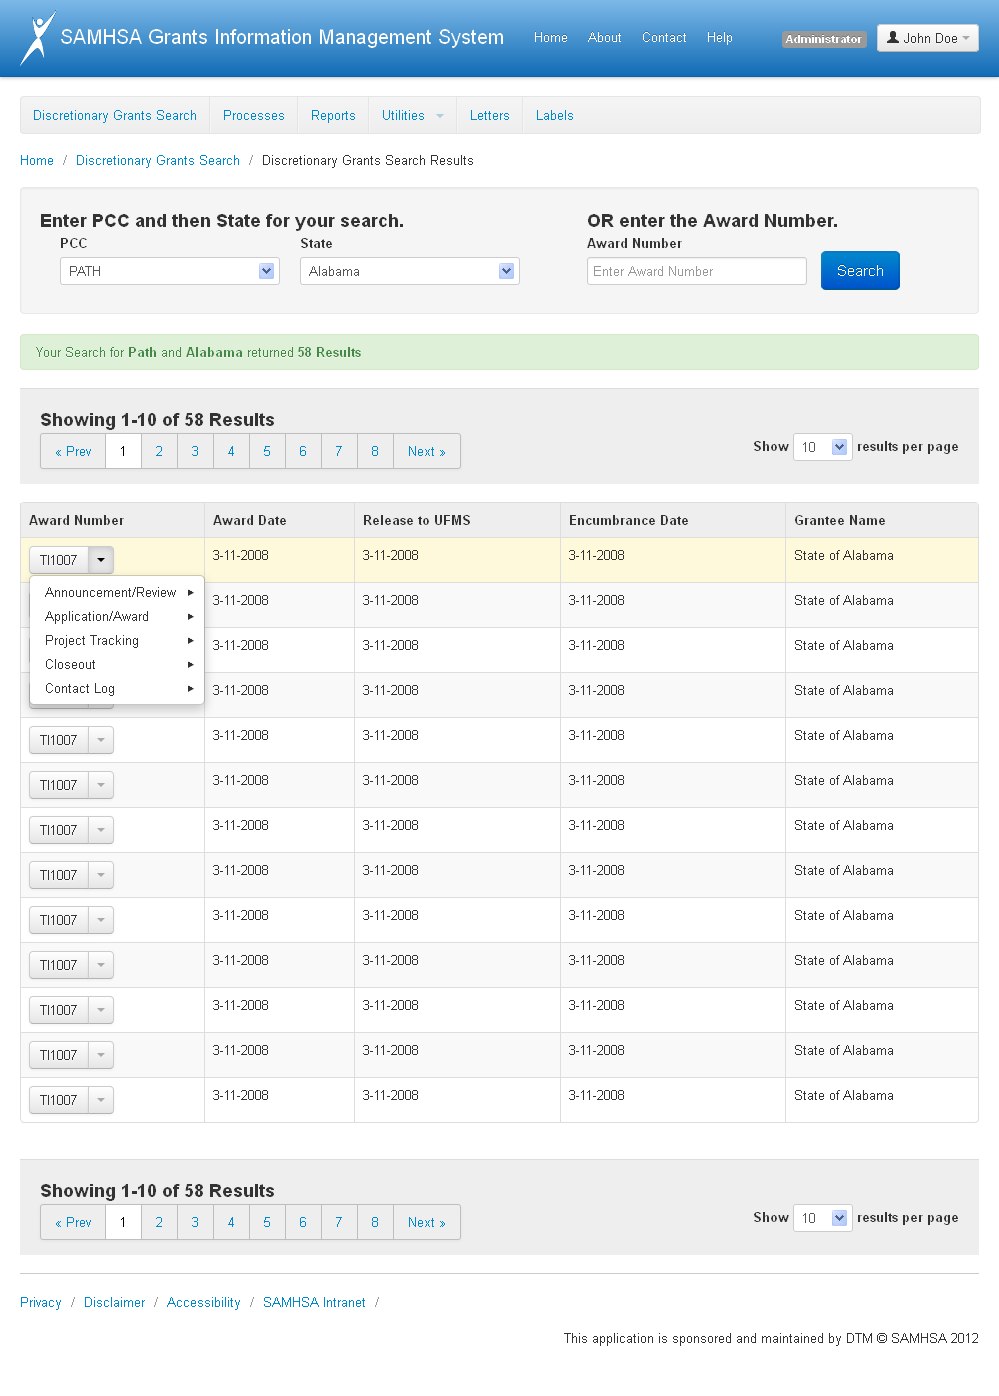 SAMHSA Grants Information Management System Home About Contact Help Administrator John Doe
Discretionary Grants Search Processes Reports Utilities Letters Labels
Home / Discretionary Grants Search / Discretionary Grants Search Results
Enter PCC and then State for your search. OR enter the Award Number.
PCC State Award Number
PATH Alabama Enter Award Number Search
Your Search for Path and Alabama returned 58 Results
Showing 1-10 of 58 Results
« Prev 1 2 3 4 5 6 7 8 Next » Show 10 results per page
Award Number Award Date Release to UFMS Encumbrance Date Grantee Name
TI1007 3-11-2008 3-11-2008 3-11-2008 State of Alabama
Announcement/Review
3-11-2008 3-11-2008 3-11-2008 State of Alabama
Application/Award
Project Tracking
3-11-2008 3-11-2008 3-11-2008 State of Alabama
Closeout
Contact Log
3-11-2008 3-11-2008 3-11-2008 State of Alabama
TI1007 3-11-2008 3-11-2008 3-11-2008 State of Alabama
TI1007 3-11-2008 3-11-2008 3-11-2008 State of Alabama
TI1007 3-11-2008 3-11-2008 3-11-2008 State of Alabama
TI1007 3-11-2008 3-11-2008 3-11-2008 State of Alabama
TI1007 3-11-2008 3-11-2008 3-11-2008 State of Alabama
TI1007 3-11-2008 3-11-2008 3-11-2008 State of Alabama
TI1007 3-11-2008 3-11-2008 3-11-2008 State of Alabama
TI1007 3-11-2008 3-11-2008 3-11-2008 State of Alabama
TI1007 3-11-2008 3-11-2008 3-11-2008 State of Alabama
Showing 1-10 of 58 Results
« Prev 1 2 3 4 5 6 7 8 Next » Show 10 results per page
Privacy / Disclaimer / Accessibility / SAMHSA Intranet /
This application is sponsored and maintained by DTM © SAMHSA 2012